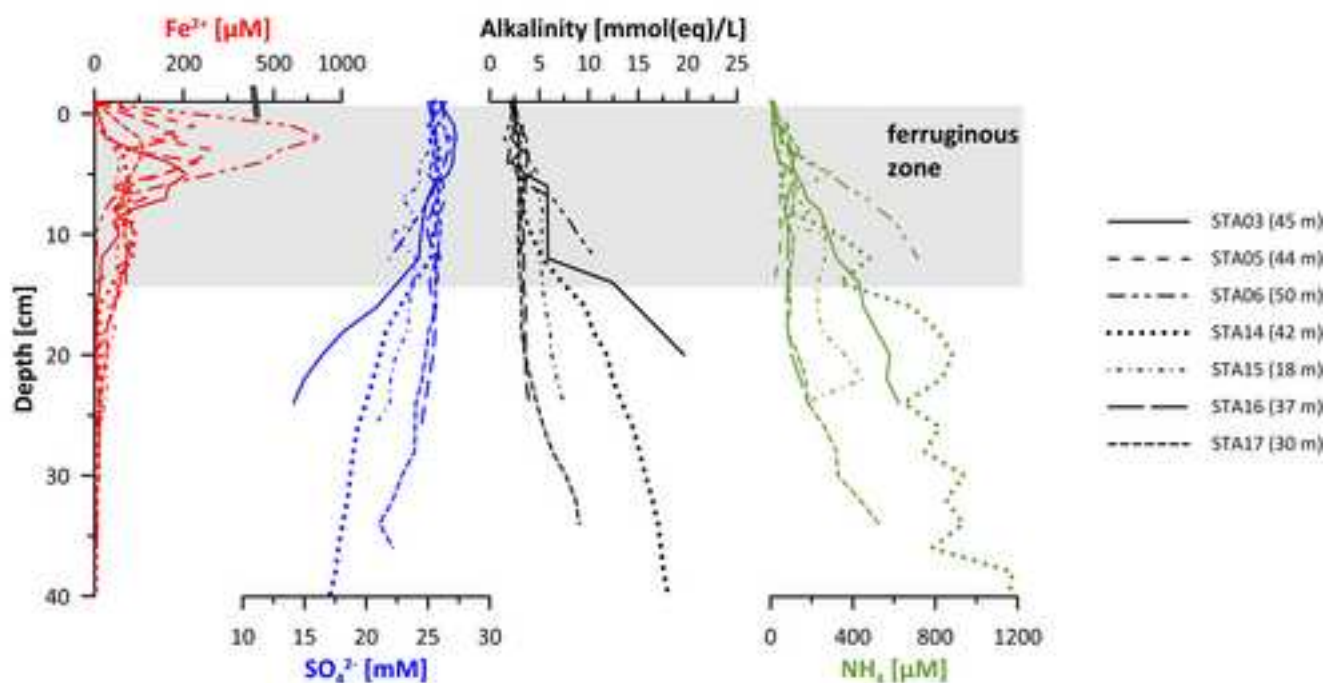 Fe²⁺ [µM]
0 200 500 1000
Alkalinity [mmol(eq)/L]
0 5 10 15 20 25
ferruginous
zone
Depth [cm]
0
10
20
30
40
STA03 (45 m)
STA05 (44 m)
STA06 (50 m)
STA14 (42 m)
STA15 (18 m)
STA16 (37 m)
STA17 (30 m)
10 15 20 25 30
SO₄²⁻ [mM]
0 400 800 1200
NH₄ [µM]